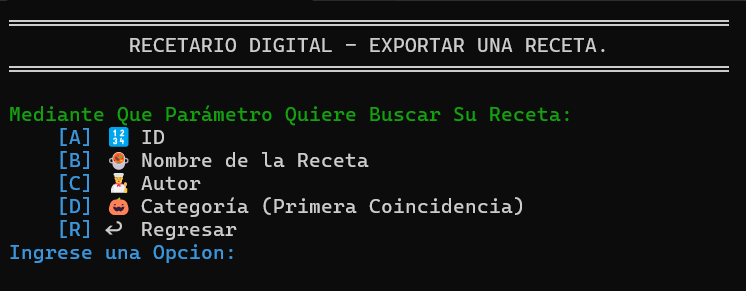 RECETARIO DIGITAL - EXPORTAR UNA RECETA.
Mediante Que Parámetro Quiere Buscar Su Receta:
[A] 🔢 ID
[B] 🍲 Nombre de la Receta
[C] 🧑‍🍳 Autor
[D] 🎃 Categoría (Primera Coincidencia)
[R] ↩ Regresar
Ingrese una Opcion: